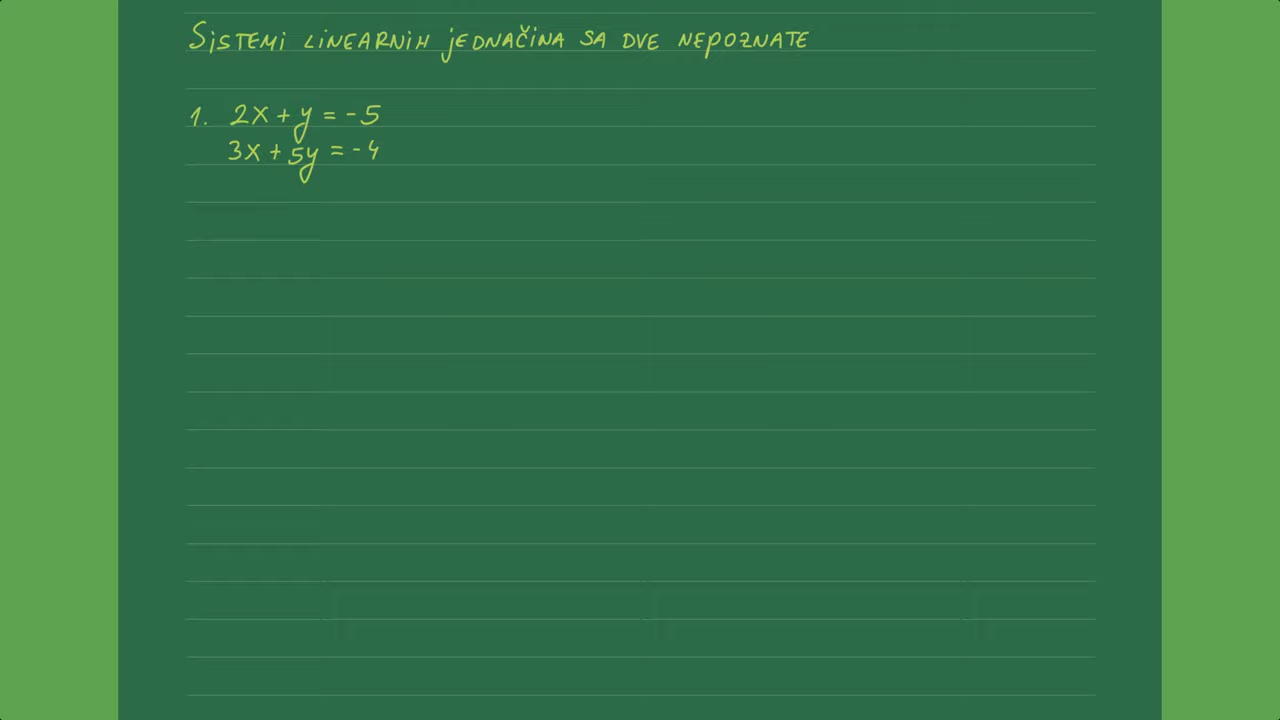 Sistemi linearnih jednačina sa dve nepoznate
1. 2x + y = -5
3x + 5y = -4